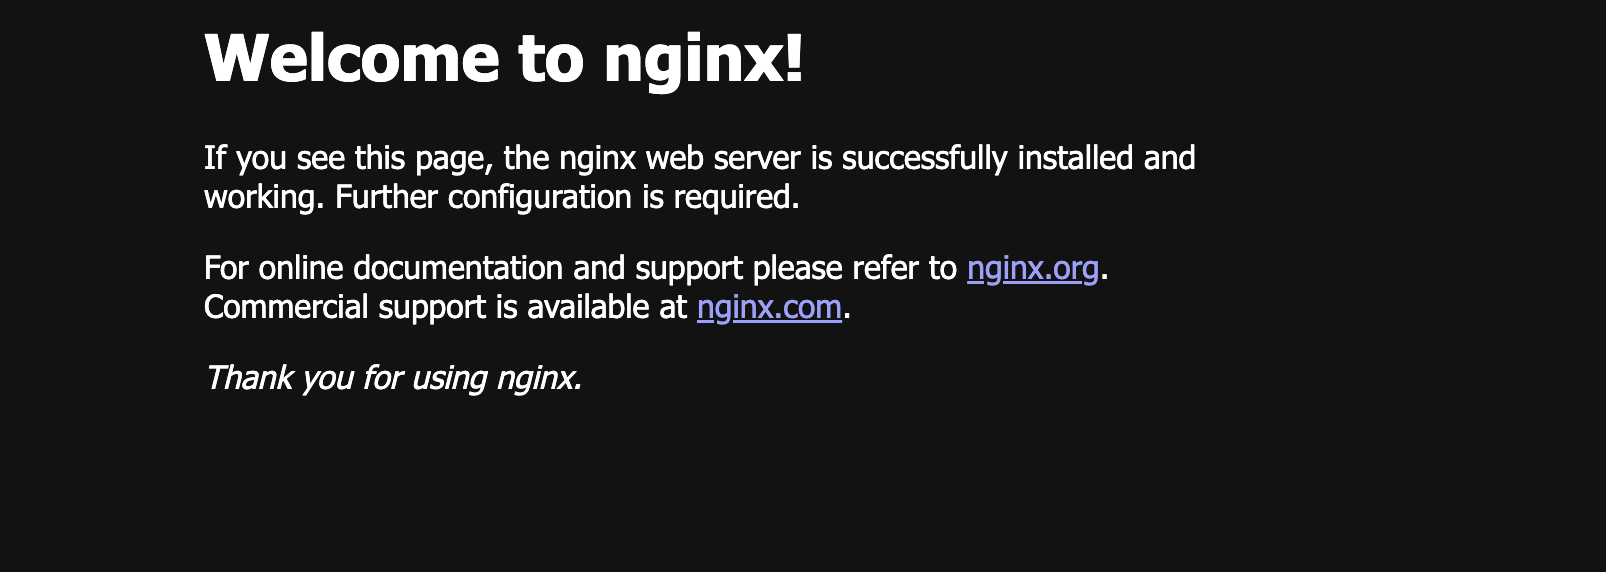 Welcome to nginx!
If you see this page, the nginx web server is successfully installed and
working. Further configuration is required.
For online documentation and support please refer to nginx.org.
Commercial support is available at nginx.com.
Thank you for using nginx.